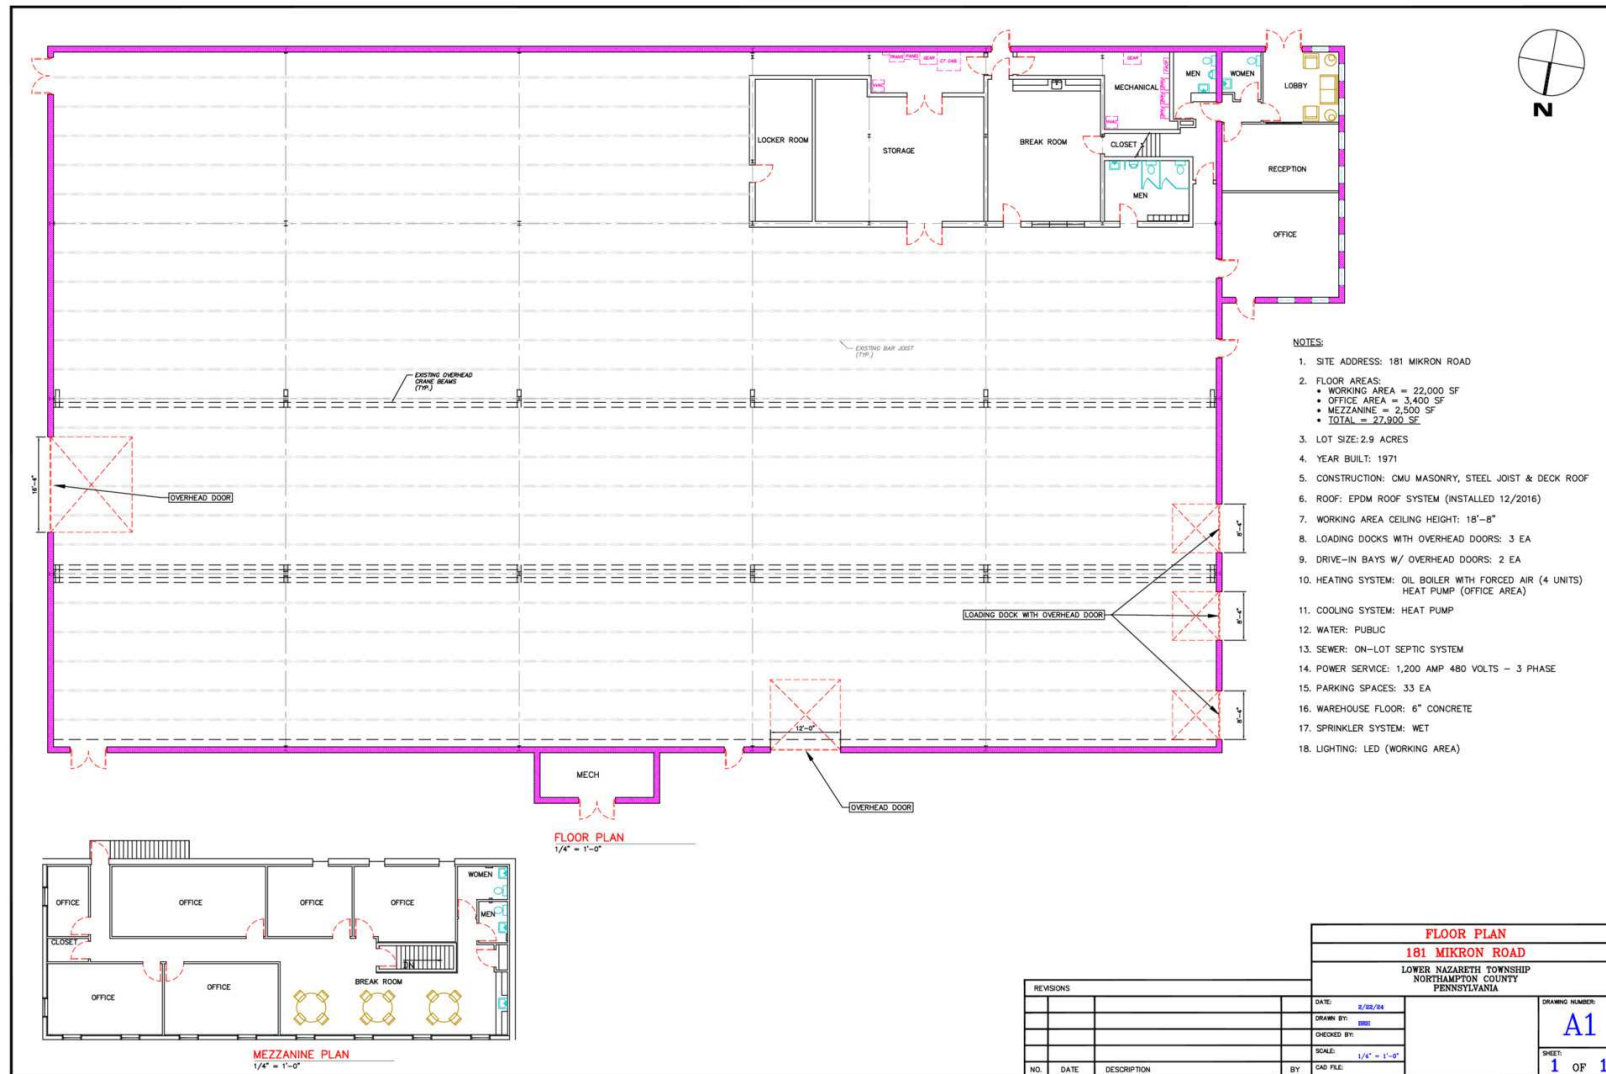 TRANS
PANEL
GEAR
CT CAB
GEAR
MEN
WOMEN
LOBBY
MECHANICAL
N
LOCKER ROOM
STORAGE
BREAK ROOM
CLOSET
RECEPTION
MEN
OFFICE
EXISTING BAR JOIST
(TYP.)
EXISTING OVERHEAD
CRANE BEAMS
(TYP.)
16'-4"
OVERHEAD DOOR
8'-4"
8'-4"
LOADING DOCK WITH OVERHEAD DOOR
8'-4"
12'-0"
MECH
OVERHEAD DOOR
FLOOR PLAN
1/4" = 1'-0"
NOTES:
1. SITE ADDRESS: 181 MIKRON ROAD
2. FLOOR AREAS:
• WORKING AREA = 22,000 SF
• OFFICE AREA = 3,400 SF
• MEZZANINE = 2,500 SF
• TOTAL = 27,900 SF
3. LOT SIZE: 2.9 ACRES
4. YEAR BUILT: 1971
5. CONSTRUCTION: CMU MASONRY, STEEL JOIST & DECK ROOF
6. ROOF: EPDM ROOF SYSTEM (INSTALLED 12/2016)
7. WORKING AREA CEILING HEIGHT: 18'-8"
8. LOADING DOCKS WITH OVERHEAD DOORS: 3 EA
9. DRIVE-IN BAYS W/ OVERHEAD DOORS: 2 EA
10. HEATING SYSTEM: OIL BOILER WITH FORCED AIR (4 UNITS)
HEAT PUMP (OFFICE AREA)
11. COOLING SYSTEM: HEAT PUMP
12. WATER: PUBLIC
13. SEWER: ON-LOT SEPTIC SYSTEM
14. POWER SERVICE: 1,200 AMP 480 VOLTS - 3 PHASE
15. PARKING SPACES: 33 EA
16. WAREHOUSE FLOOR: 6" CONCRETE
17. SPRINKLER SYSTEM: WET
18. LIGHTING: LED (WORKING AREA)
OFFICE
OFFICE
OFFICE
OFFICE
WOMEN
MEN
CLOSET
DN
BREAK ROOM
OFFICE
OFFICE
MEZZANINE PLAN
1/4" = 1'-0"
REVISIONS
NO. DATE DESCRIPTION BY
FLOOR PLAN
181 MIKRON ROAD
LOWER NAZARETH TOWNSHIP
NORTHAMPTON COUNTY
PENNSYLVANIA
DATE: 2/22/24
DRAWN BY:
CHECKED BY:
SCALE: 1/4" = 1'-0"
CAD FILE:
DRAWING NUMBER:
A1
SHEET:
1 OF 1